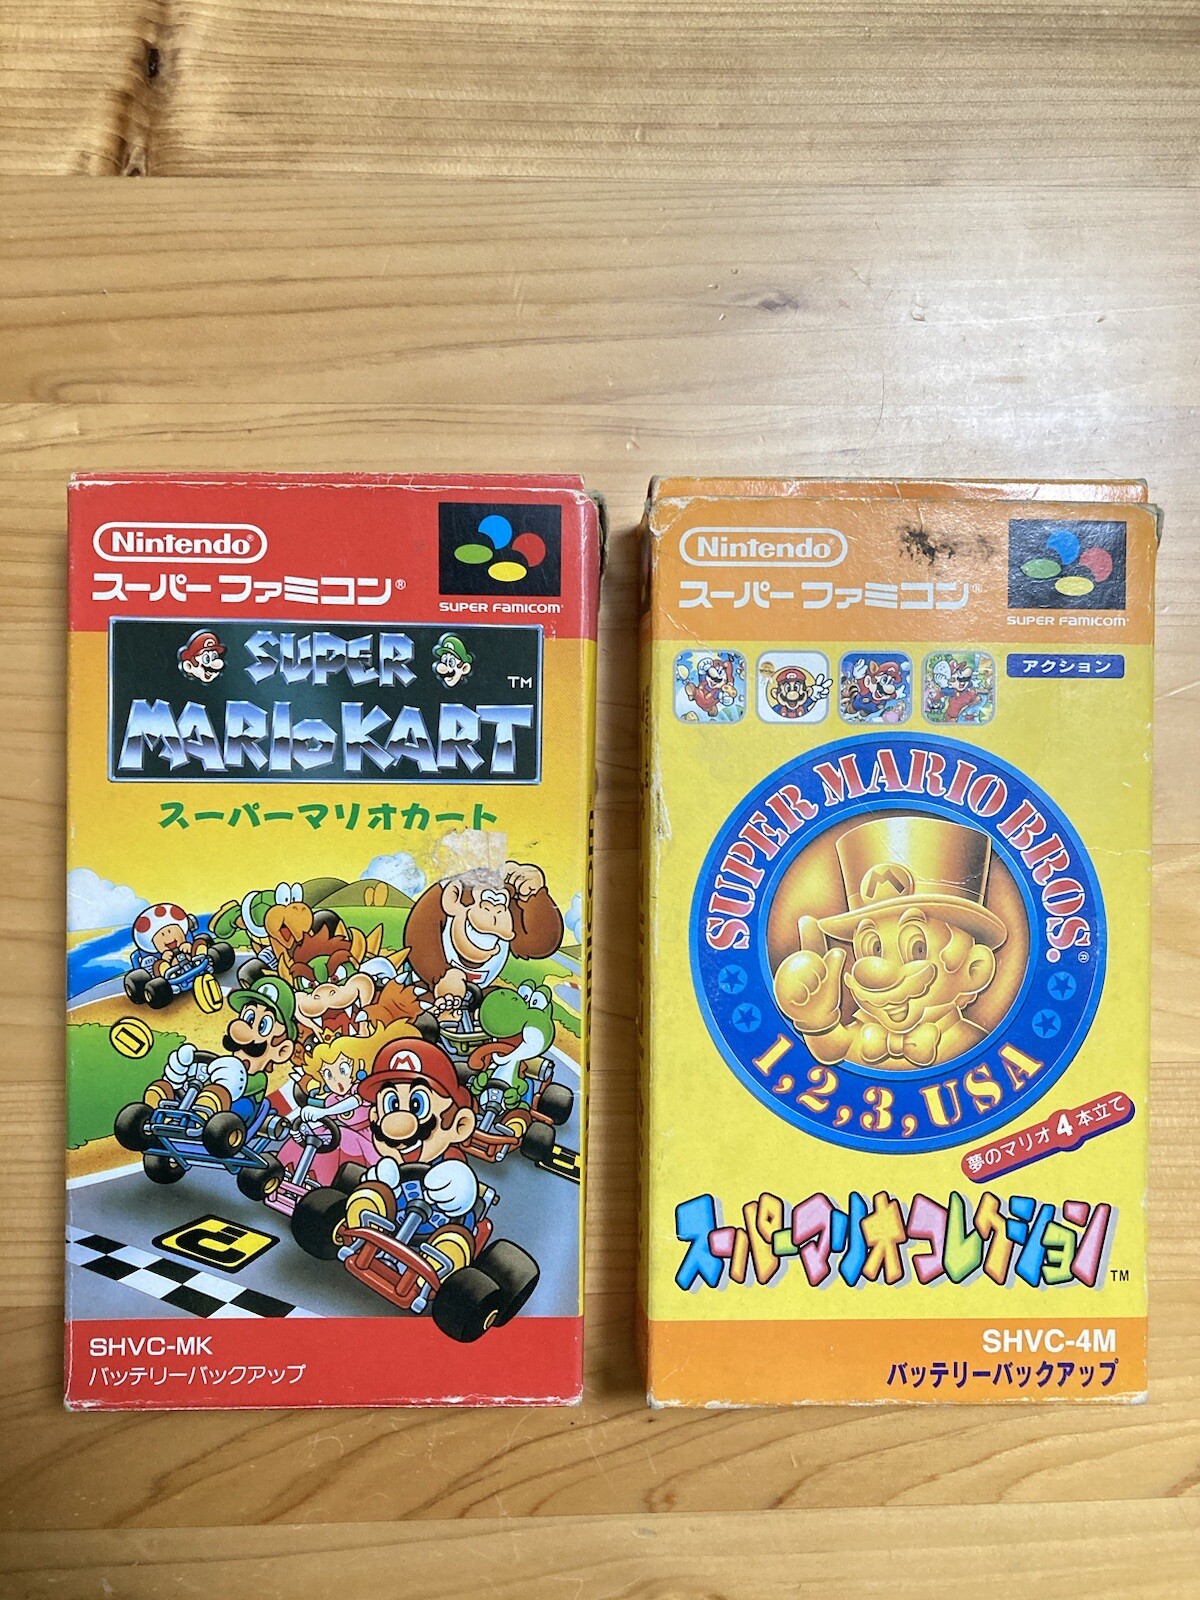 Nintendo®
スーパーファミコン®
SUPER FAMICOM
SUPER
MARIO KART
TM
スーパーマリオカート
SHVC-MK
バッテリーバックアップ
Nintendo®
スーパーファミコン®
SUPER FAMICOM
アクション
SUPER MARIO BROS.®
1, 2, 3, USA
夢のマリオ4本立て
スーパーマリオコレクション
TM
SHVC-4M
バッテリーバックアップ